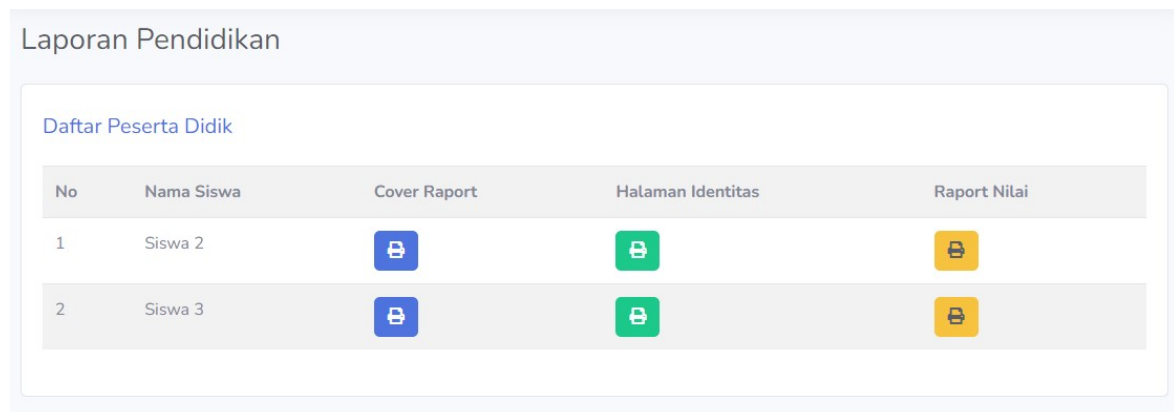 Laporan Pendidikan
Daftar Peserta Didik
No Nama Siswa Cover Raport Halaman Identitas Raport Nilai
1 Siswa 2
2 Siswa 3